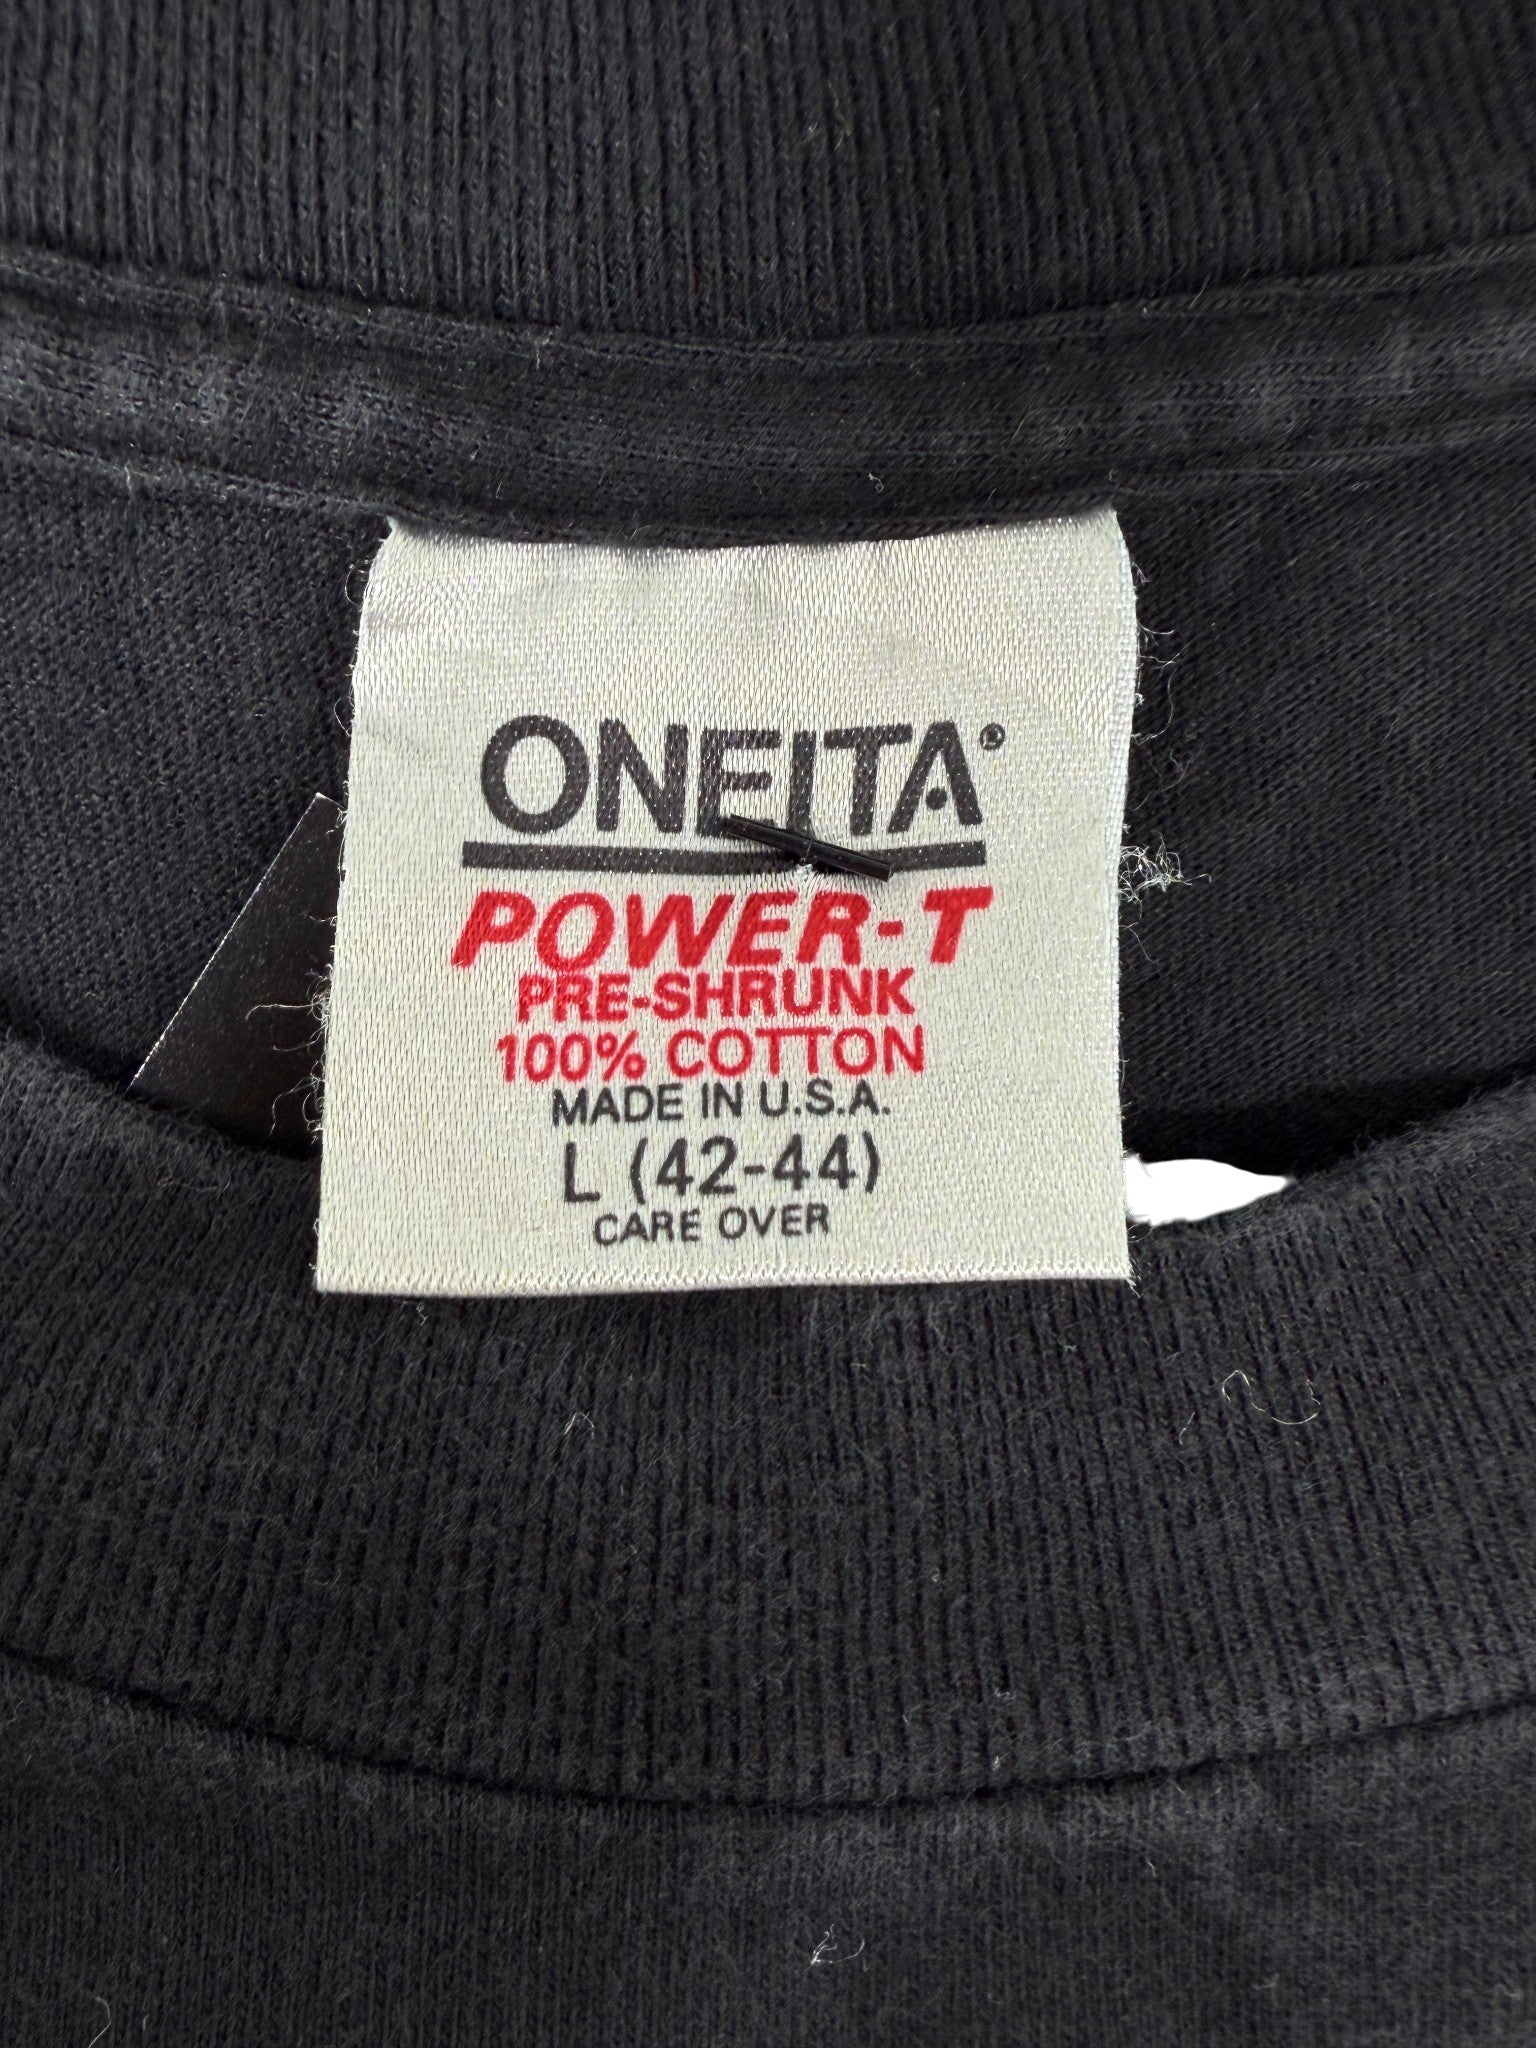 ONEITA®
POWER-T
PRE-SHRUNK
100% COTTON
MADE IN U.S.A.
L (42-44)
CARE OVER